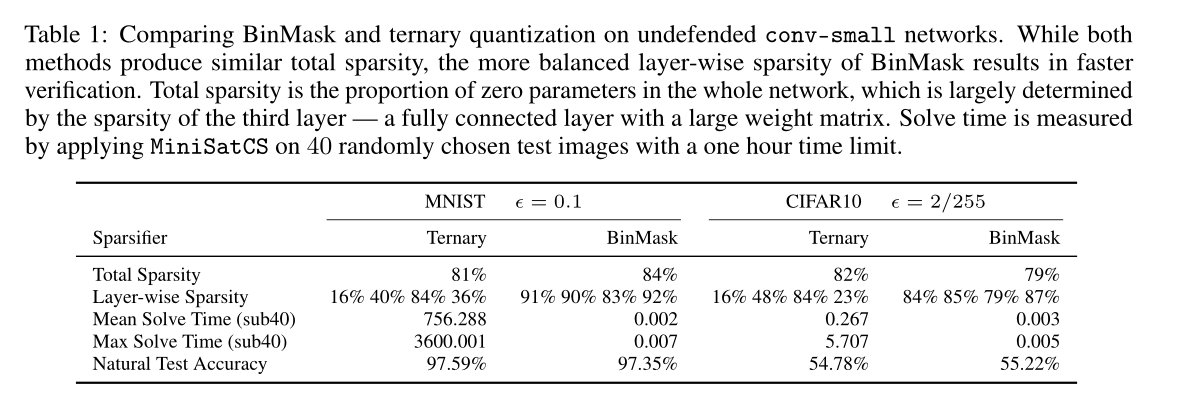 Table 1: Comparing BinMask and ternary quantization on undefended conv-small networks. While both
methods produce similar total sparsity, the more balanced layer-wise sparsity of BinMask results in faster
verification. Total sparsity is the proportion of zero parameters in the whole network, which is largely determined
by the sparsity of the third layer — a fully connected layer with a large weight matrix. Solve time is measured
by applying MiniSatCS on 40 randomly chosen test images with a one hour time limit.
MNIST ϵ = 0.1 CIFAR10 ϵ = 2/255
Sparsifier Ternary BinMask Ternary BinMask
Total Sparsity 81% 84% 82% 79%
Layer-wise Sparsity 16% 40% 84% 36% 91% 90% 83% 92% 16% 48% 84% 23% 84% 85% 79% 87%
Mean Solve Time (sub40) 756.288 0.002 0.267 0.003
Max Solve Time (sub40) 3600.001 0.007 5.707 0.005
Natural Test Accuracy 97.59% 97.35% 54.78% 55.22%